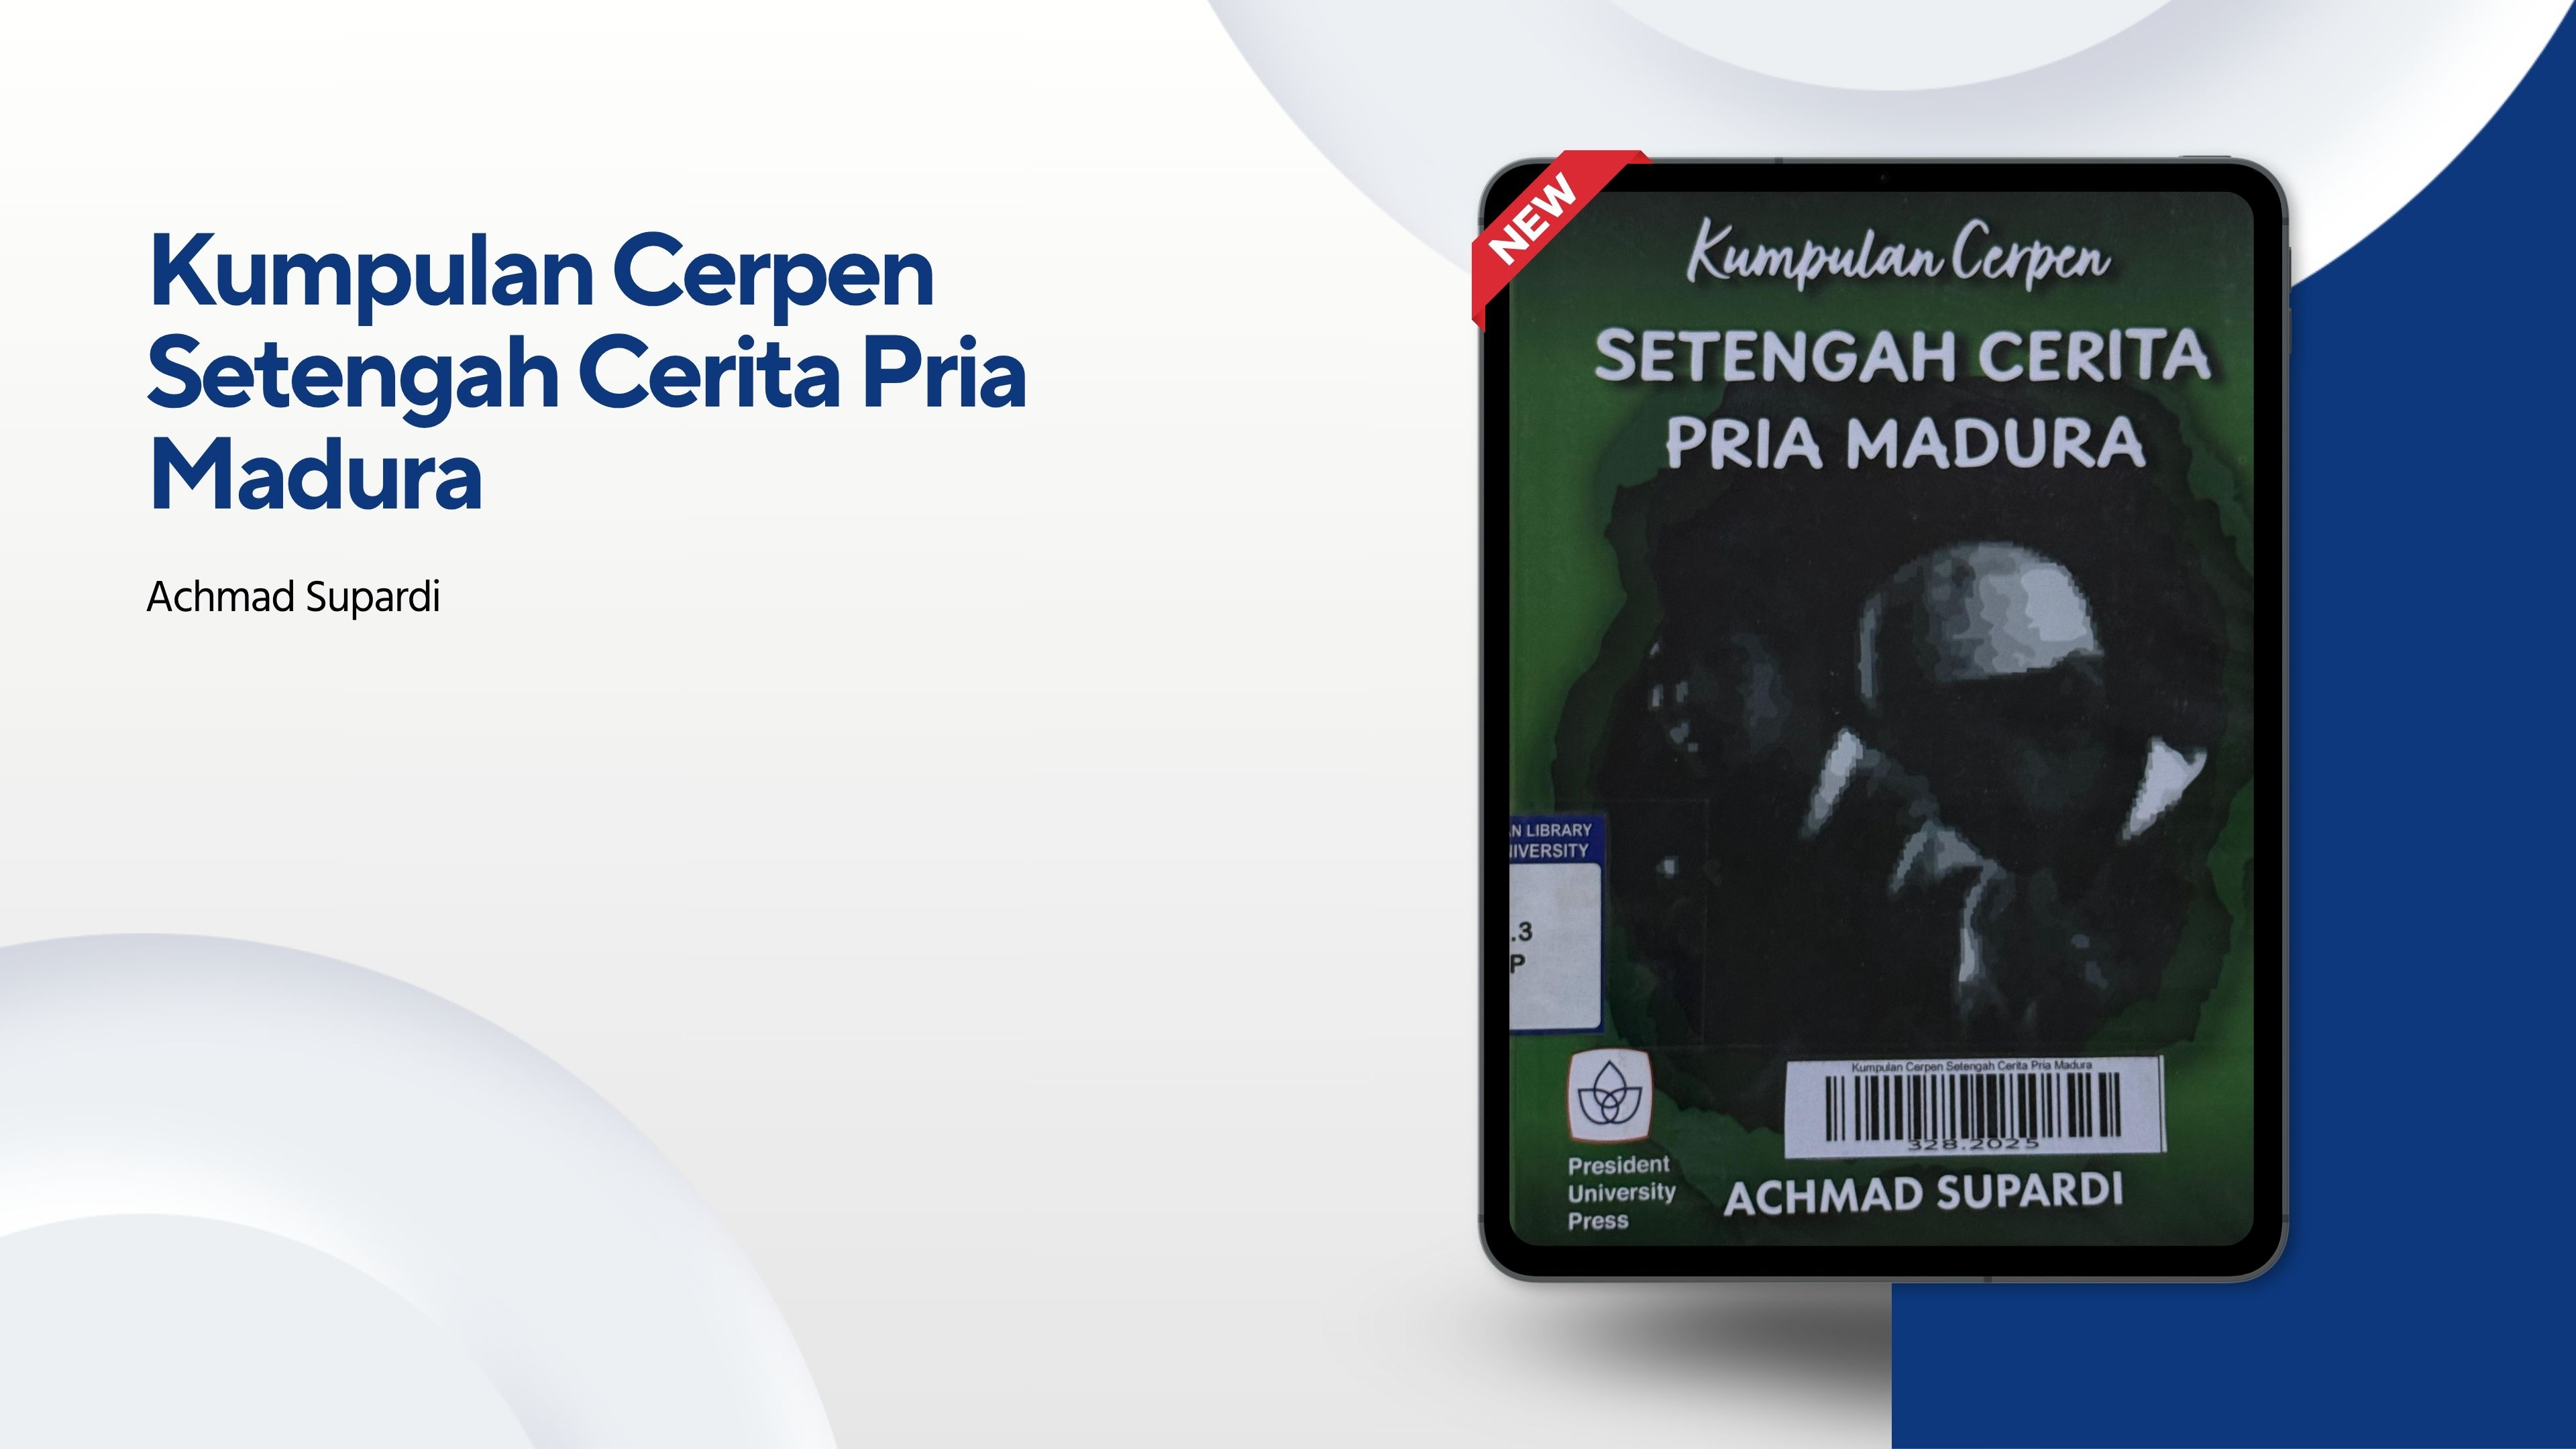 Kumpulan Cerpen
Setengah Cerita Pria
Madura
Achmad Supardi
NEW
Kumpulan Cerpen
SETENGAH CERITA
PRIA MADURA
LIBRARY
.3
P
Kumpulan Cerpen Setengah Cerita Pria Madura
328.2025
President
University
Press
ACHMAD SUPARDI